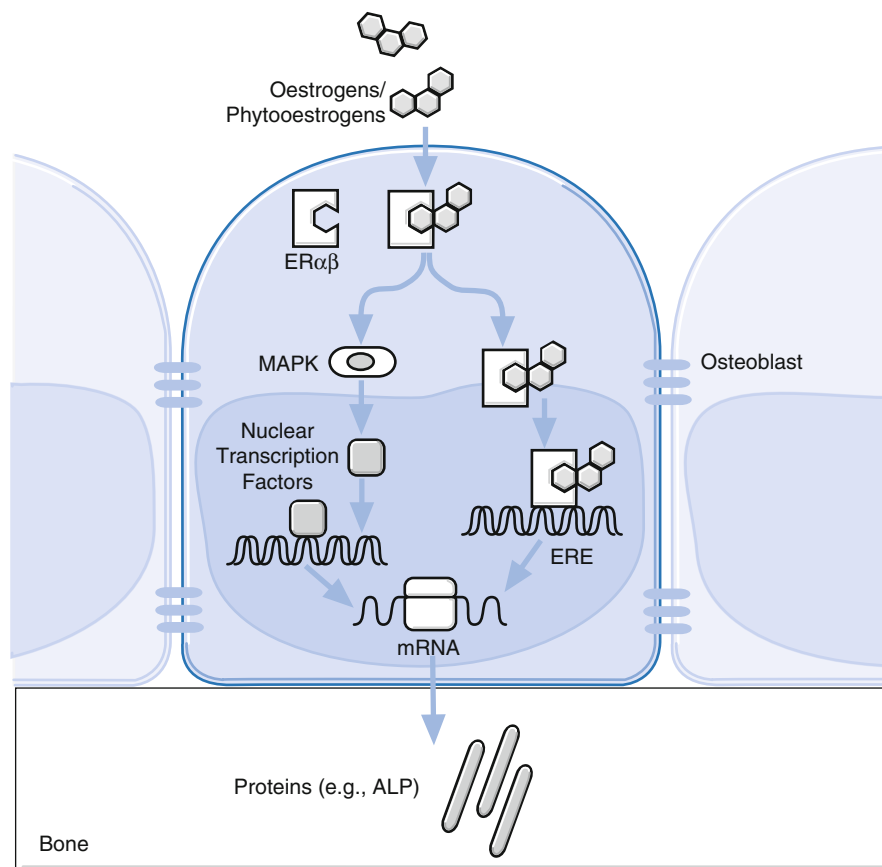 Oestrogens/
Phytooestrogens
ERαβ
MAPK
Osteoblast
Nuclear
Transcription
Factors
ERE
mRNA
Proteins (e.g., ALP)
Bone